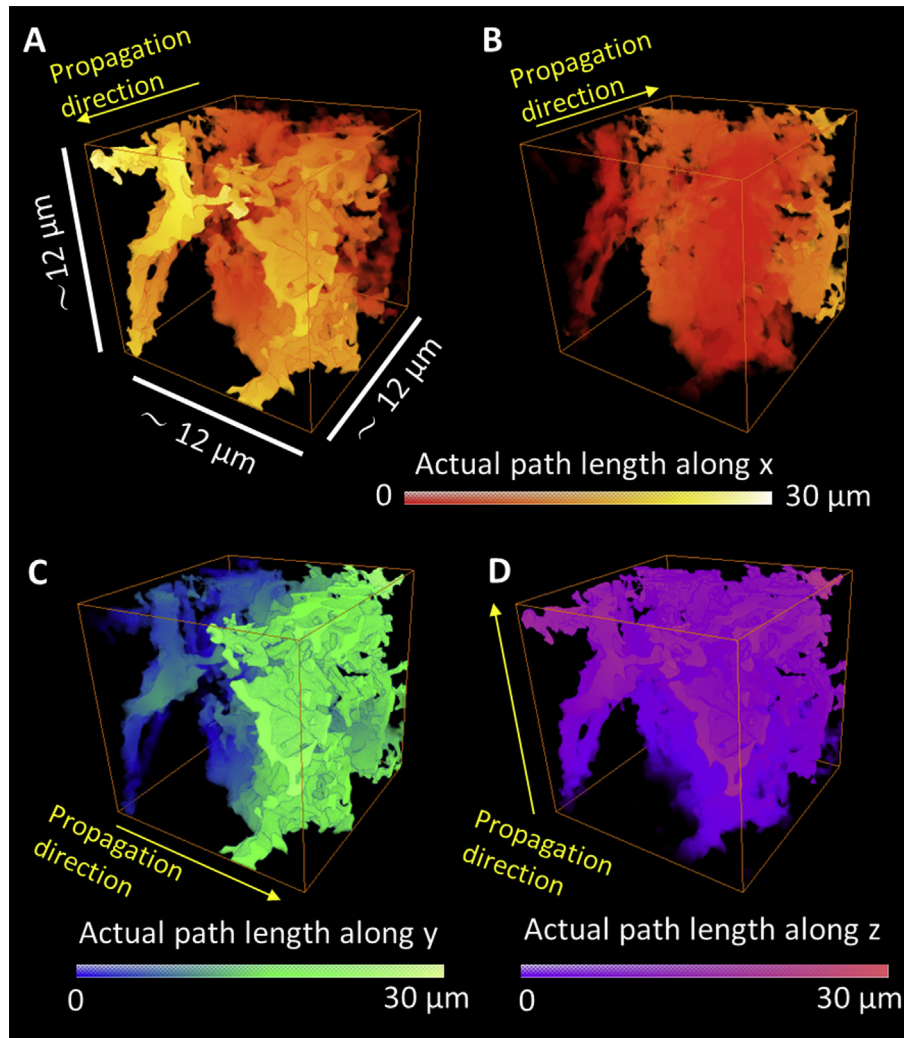 A
Propagation
direction
B
Propagation
direction
~ 12 µm
~ 12 µm
~ 12 µm
Actual path length along x
0
30 µm
C
Propagation
direction
D
Propagation
direction
Actual path length along y
0
30 µm
Actual path length along z
0
30 µm